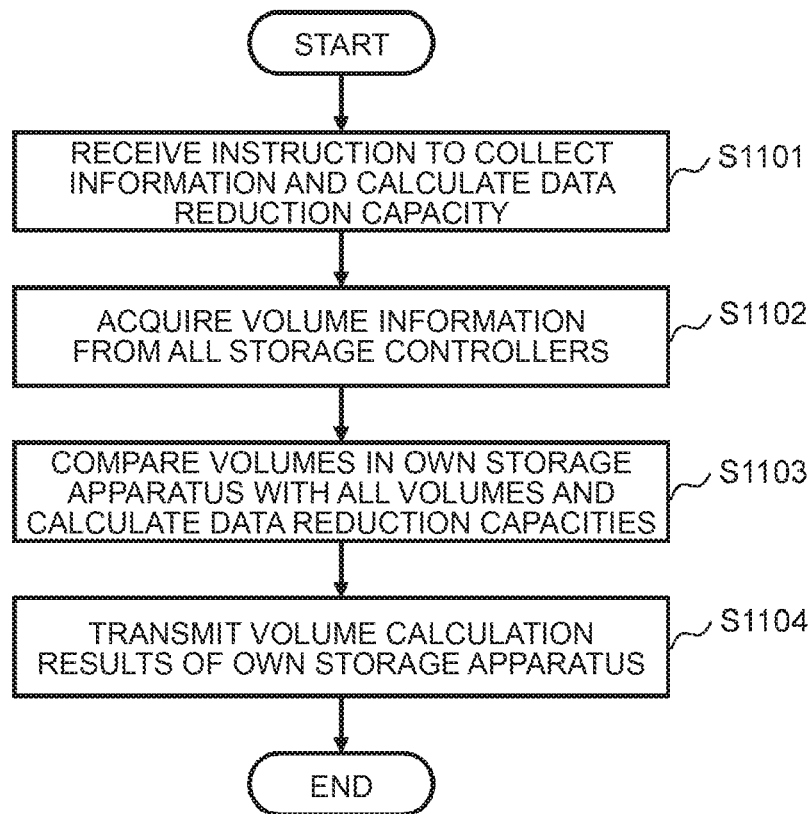 START
RECEIVE INSTRUCTION TO COLLECT
INFORMATION AND CALCULATE DATA
REDUCTION CAPACITY
S1101
ACQUIRE VOLUME INFORMATION
FROM ALL STORAGE CONTROLLERS
S1102
COMPARE VOLUMES IN OWN STORAGE
APPARATUS WITH ALL VOLUMES AND
CALCULATE DATA REDUCTION CAPACITIES
S1103
TRANSMIT VOLUME CALCULATION
RESULTS OF OWN STORAGE APPARATUS
S1104
END